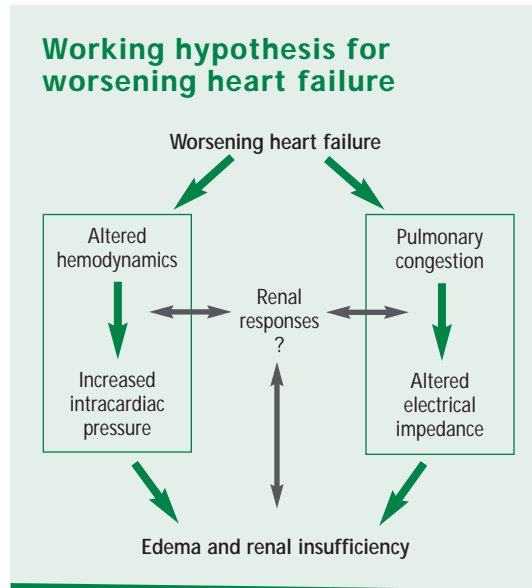 Working hypothesis for
worsening heart failure
Worsening heart failure
Altered
hemodynamics
Increased
intracardiac
pressure
Renal
responses
?
Pulmonary
congestion
Altered
electrical
impedance
Edema and renal insufficiency